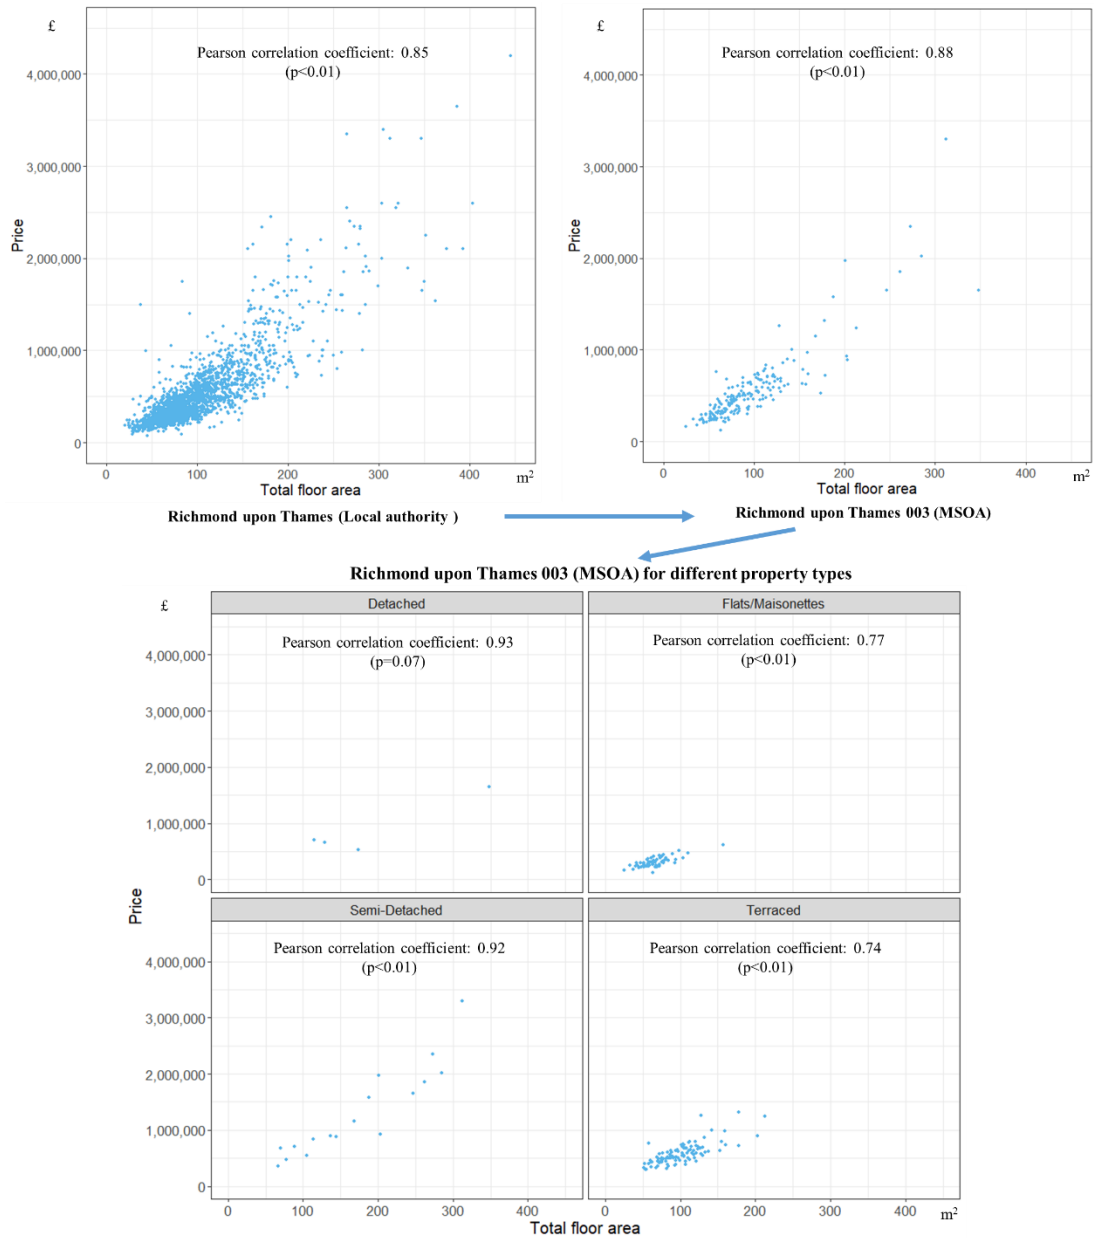 £
Pearson correlation coefficient: 0.85
(p<0.01)
4,000,000
3,000,000
2,000,000
1,000,000
0
Price
0 100 200 300 400 m²
Total floor area
Richmond upon Thames (Local authority )
£
Pearson correlation coefficient: 0.88
(p<0.01)
4,000,000
3,000,000
2,000,000
1,000,000
0
Price
0 100 200 300 400 m²
Total floor area
Richmond upon Thames 003 (MSOA)
Richmond upon Thames 003 (MSOA) for different property types
£
Detached
Pearson correlation coefficient: 0.93
(p=0.07)
4,000,000
3,000,000
2,000,000
1,000,000
0
Flats/Maisonettes
Pearson correlation coefficient: 0.77
(p<0.01)
Price
Semi-Detached
Pearson correlation coefficient: 0.92
(p<0.01)
4,000,000
3,000,000
2,000,000
1,000,000
0
Terraced
Pearson correlation coefficient: 0.74
(p<0.01)
0 100 200 300 400 0 100 200 300 400 m²
Total floor area